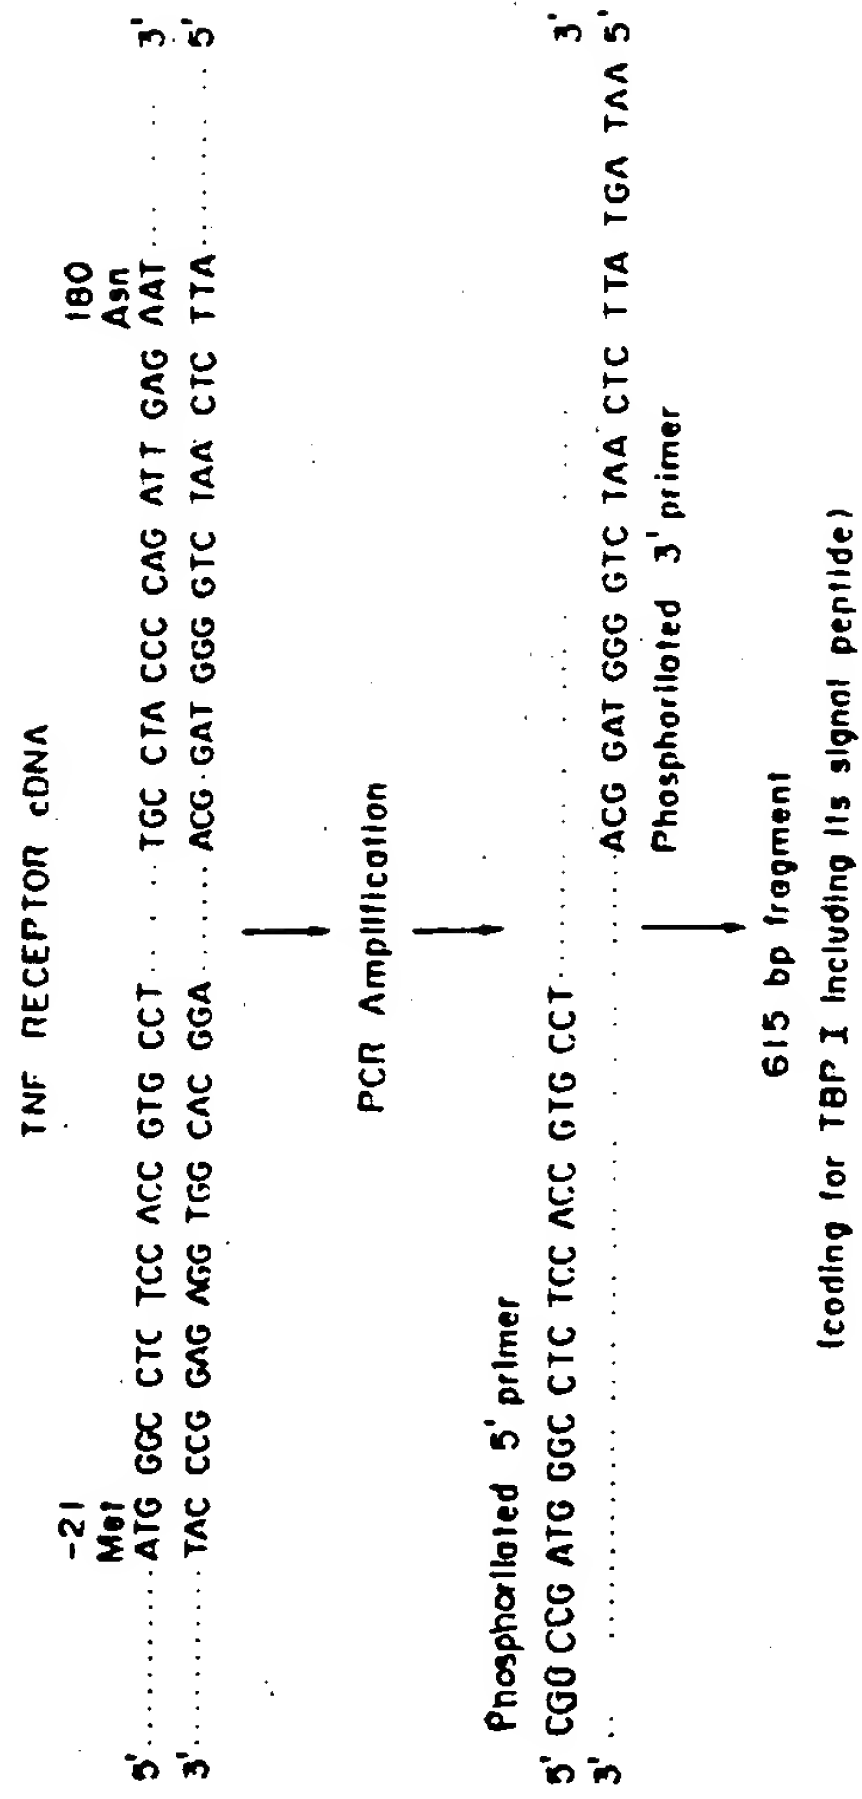 TNF RECEPTOR cDNA
-21 180
Met Asn
5'..........ATG GGC CTC TCC ACC GTG CCT.. . ...TGC CTA CCC CAG ATT GAG AAT... . . 3'
3'..........TAC CCG GAG AGG TGG CAC GGA........ACG GAT GGG GTC TAA CTC TTA......... 5'
PCR Amplification
Phosphorilated 5' primer
5' CGG CCG ATG GGC CTC TCC ACC GTG CCT.......... 3'
3'..........ACG GAT GGG GTC TAA CTC TTA TGA TAA 5'
Phosphorilated 3' primer
615 bp fragment
(coding for TBP I including its signal peptide)